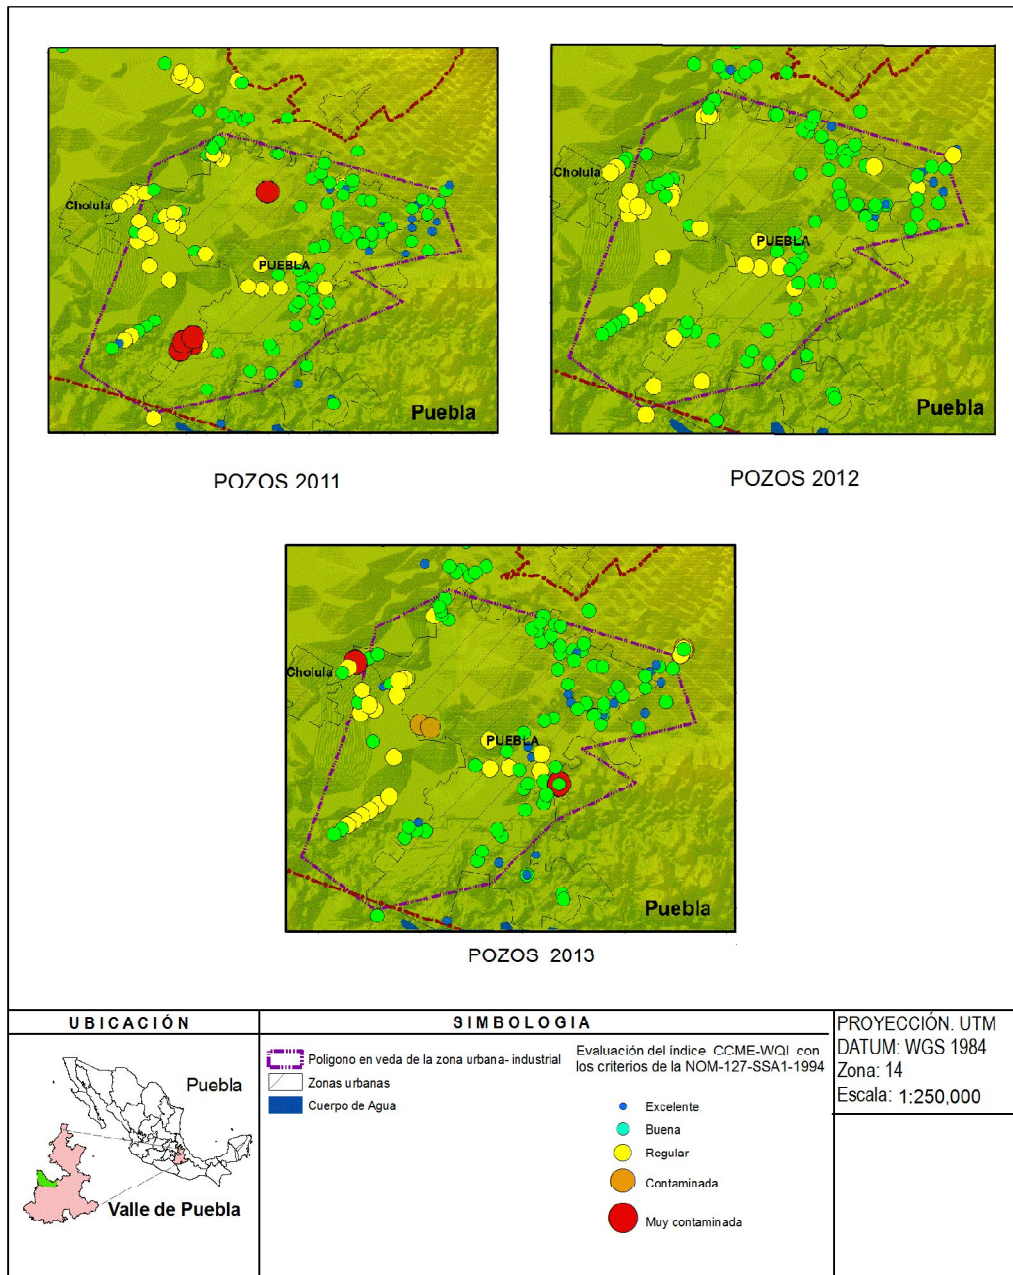 Cholula
PUEBLA
Puebla
POZOS 2011
Cholula
PUEBLA
Puebla
POZOS 2012
Cholula
PUEBLA
Puebla
POZOS 2013
UBICACIÓN
Puebla
Valle de Puebla
SIMBOLOGIA
Poligono en veda de la zona urbana- industrial
Zonas urbanas
Cuerpo de Agua
Evaluación del índice CCME-WQI con
los criterios de la NOM-127-SSA1-1994
Excelente
Buena
Regular
Contaminada
Muy contaminada
PROYECCIÓN. UTM
DATUM: WGS 1984
Zona: 14
Escala: 1:250,000